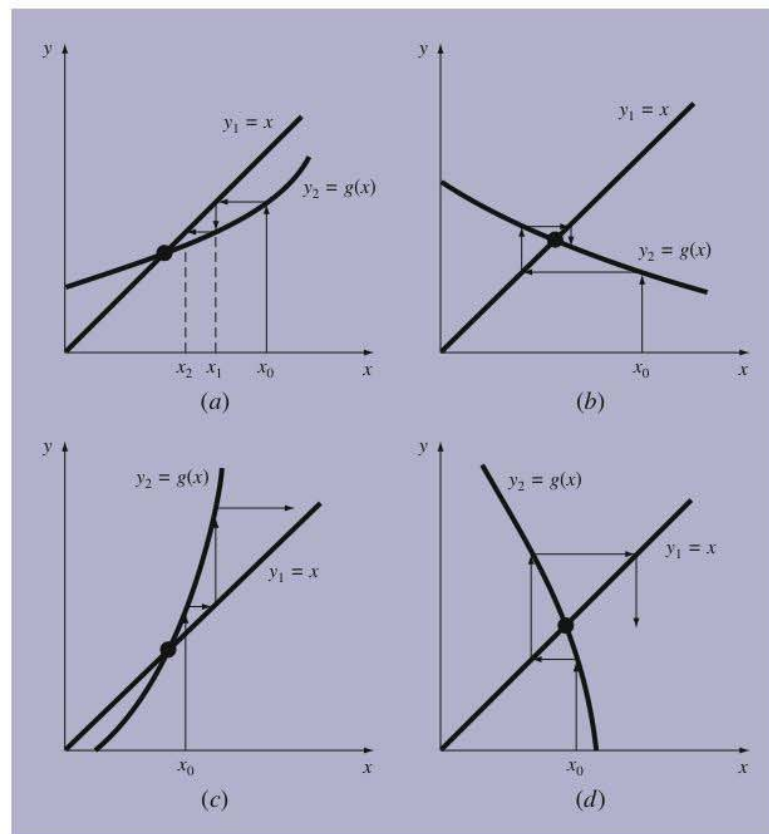 y
y₁ = x
y₂ = g(x)
x₂ x₁ x₀ x
(a)
y
y₁ = x
y₂ = g(x)
x₀ x
(b)
y
y₂ = g(x)
y₁ = x
x₀ x
(c)
y
y₂ = g(x)
y₁ = x
x₀ x
(d)